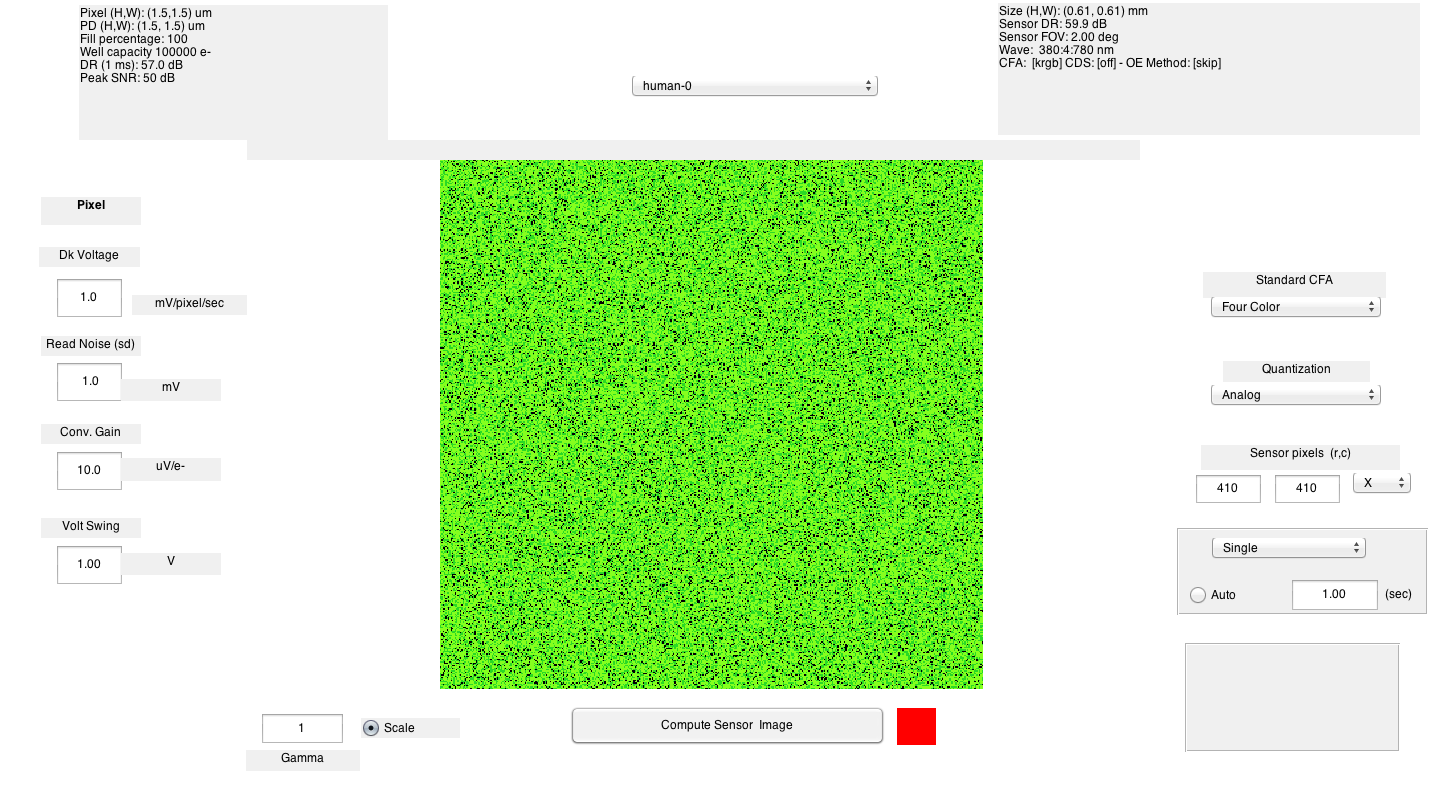 Pixel (H,W): (1.5,1.5) um
PD (H,W): (1.5, 1.5) um
Fill percentage: 100
Well capacity 100000 e-
DR (1 ms): 57.0 dB
Peak SNR: 50 dB
human-0
Size (H,W): (0.61, 0.61) mm
Sensor DR: 59.9 dB
Sensor FOV: 2.00 deg
Wave:  380:4:780 nm
CFA:  [krgb] CDS: [off] - OE Method: [skip]
Pixel
Dk Voltage
1.0
mV/pixel/sec
Read Noise (sd)
1.0
mV
Conv. Gain
10.0
uV/e-
Volt Swing
1.00
V
Standard CFA
Four Color
Quantization
Analog
Sensor pixels  (r,c)
410
410
X
Single
Auto
1.00
(sec)
1
Scale
Gamma
Compute Sensor  Image